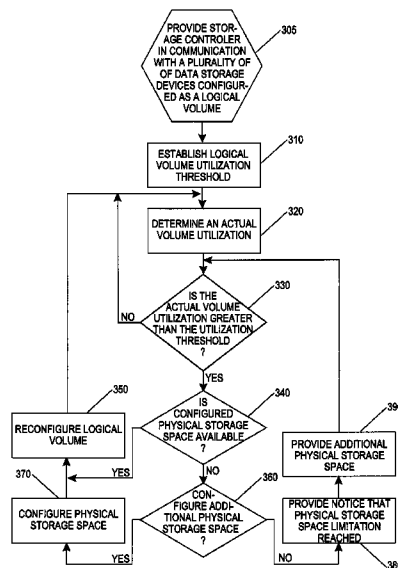 PROVIDE STOR-
AGE CONTROLER
IN COMMUNICATION
WITH A PLURALITY OF
OF DATA STORAGE
DEVICES CONFIGUR-
ED AS A LOGICAL
VOLUME
305
ESTABLISH LOGICAL
VOLUME UTILIZATION
THRESHOLD
310
DETERMINE AN ACTUAL
VOLUME UTILIZATION
320
IS THE
ACTUAL VOLUME
UTILIZATION GREATER
THAN THE UTILIZATION
THRESHOLD
?
330
NO
YES
IS
CONFIGURED
PHYSICAL STORAGE
SPACE AVAILABLE
?
340
YES
NO
RECONFIGURE LOGICAL
VOLUME
350
CONFIGURE PHYSICAL
STORAGE SPACE
370
CON-
FIGURE ADDI-
TIONAL PHYSICAL
STORAGE SPACE
?
360
YES
NO
PROVIDE ADDITIONAL
PHYSICAL STORAGE
SPACE
39
PROVIDE NOTICE THAT
PHYSICAL STORAGE
SPACE LIMITATION
REACHED
38